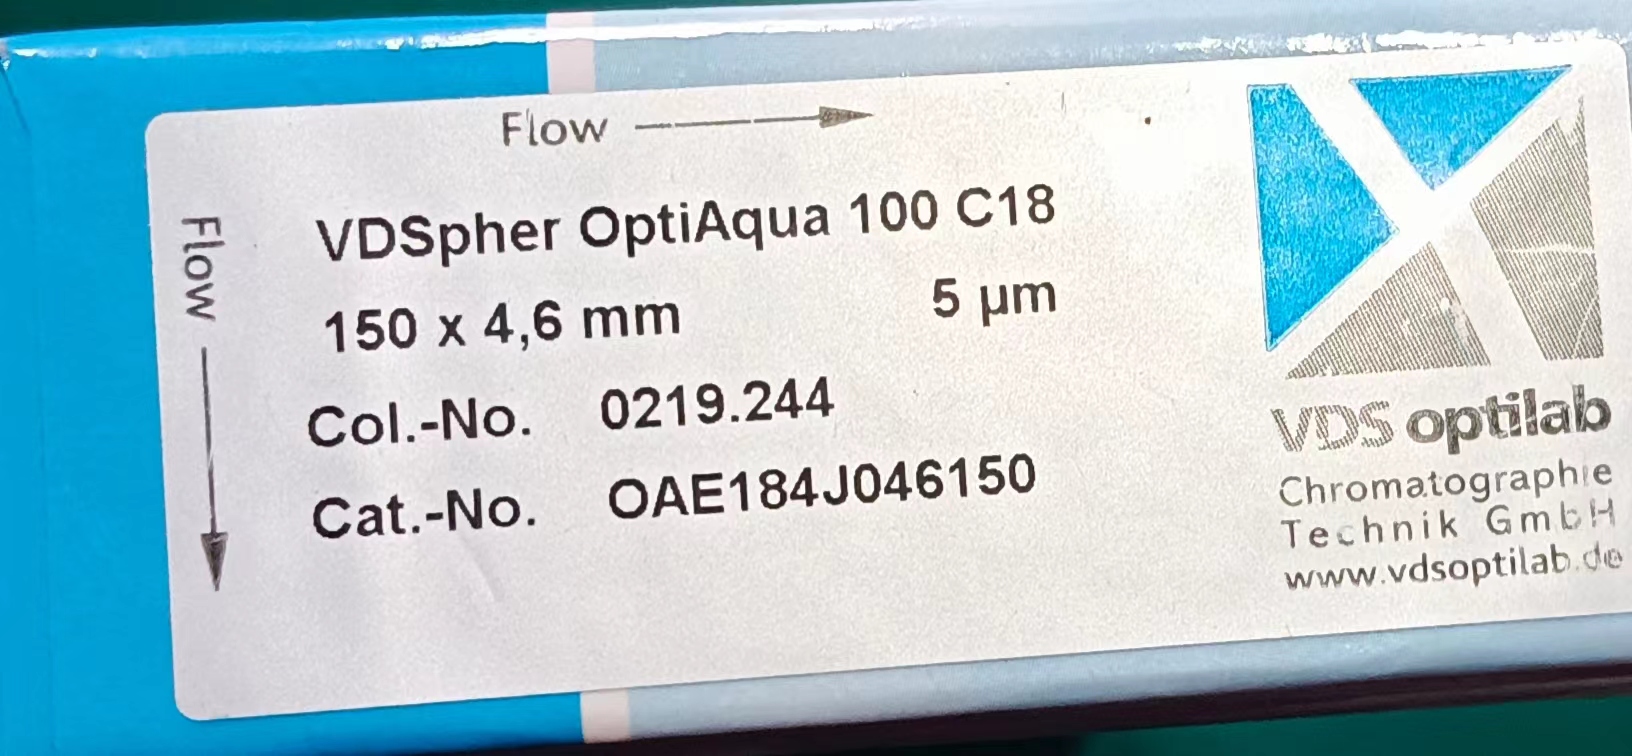 Flow
Flow
VDSpher OptiAqua 100 C18
150 x 4,6 mm 5 µm
Col.-No. 0219.244
Cat.-No. OAE184J046150
VDS optilab
Chromatographie
Technik GmbH
www.vdsoptilab.de